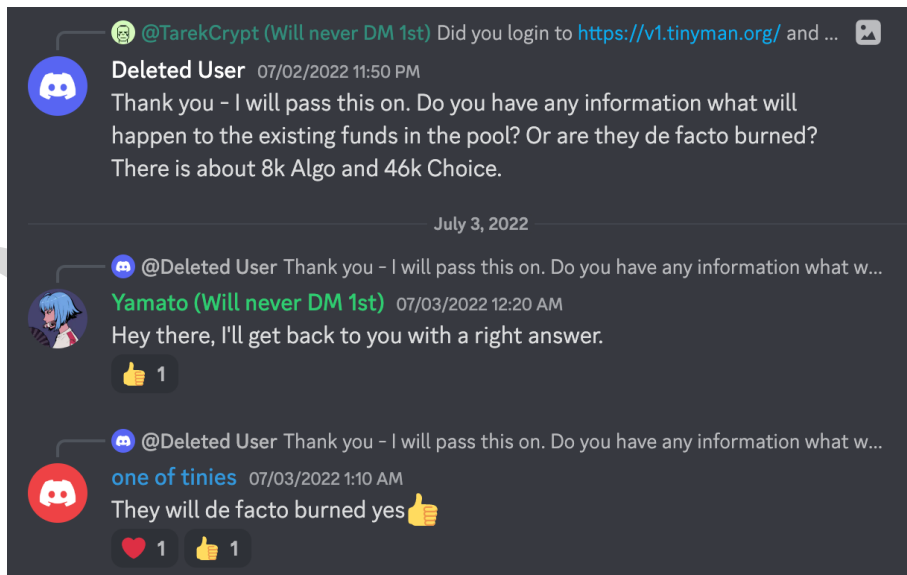 @TarekCrypt (Will never DM 1st) Did you login to https://v1.tinyman.org/ and ...
Deleted User 07/02/2022 11:50 PM
Thank you - I will pass this on. Do you have any information what will
happen to the existing funds in the pool? Or are they de facto burned?
There is about 8k Algo and 46k Choice.
July 3, 2022
@Deleted User Thank you - I will pass this on. Do you have any information what w...
Yamato (Will never DM 1st) 07/03/2022 12:20 AM
Hey there, I'll get back to you with a right answer.
👍 1
@Deleted User Thank you - I will pass this on. Do you have any information what w...
one of tinies 07/03/2022 1:10 AM
They will de facto burned yes👍
❤️ 1 👍 1